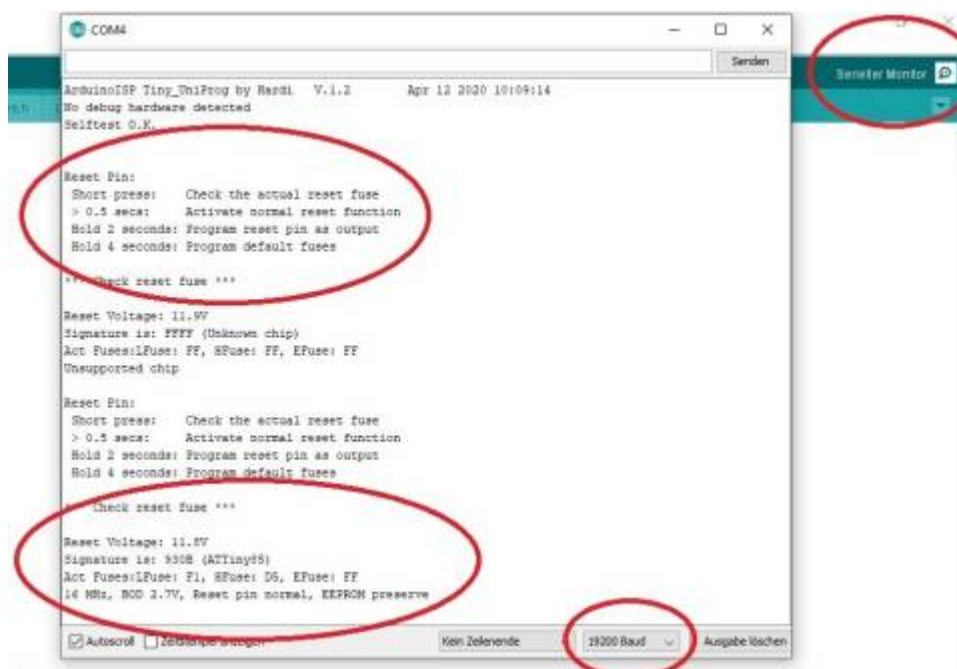 COM4
Senden
Serieller Monitor
ArduinoISP Tiny_UniProg by Hardi V.1.2 Apr 12 2020 10:09:14
No debug hardware detected
Selftest O.K.
Reset Pin:
Short press: Check the actual reset fuse
> 0.5 secs: Activate normal reset function
Hold 2 seconds: Program reset pin as output
Hold 4 seconds: Program default fuses
*** Check reset fuse ***
Reset Voltage: 11.9V
Signature is: FFFF (Unknown chip)
Act Fuses:LFuse: FF, HFuse: FF, EFuse: FF
Unsupported chip
Reset Pin:
Short press: Check the actual reset fuse
> 0.5 secs: Activate normal reset function
Hold 2 seconds: Program reset pin as output
Hold 4 seconds: Program default fuses
Check reset fuse ***
Reset Voltage: 11.8V
Signature is: 930B (ATTiny85)
Act Fuses:LFuse: F1, HFuse: D5, EFuse: FF
16 MHz, BOD 2.7V, Reset pin normal, EEPROM preserve
Autoscroll Zeitstempel anzeigen Kein Zeilenende 19200 Baud Ausgabe löschen